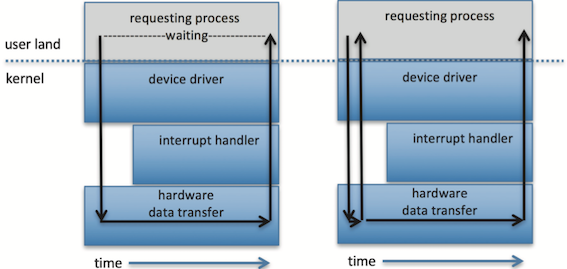 requesting process
waiting
user land
kernel
device driver
interrupt handler
hardware
data transfer
time
requesting process
device driver
interrupt handler
hardware
data transfer
time